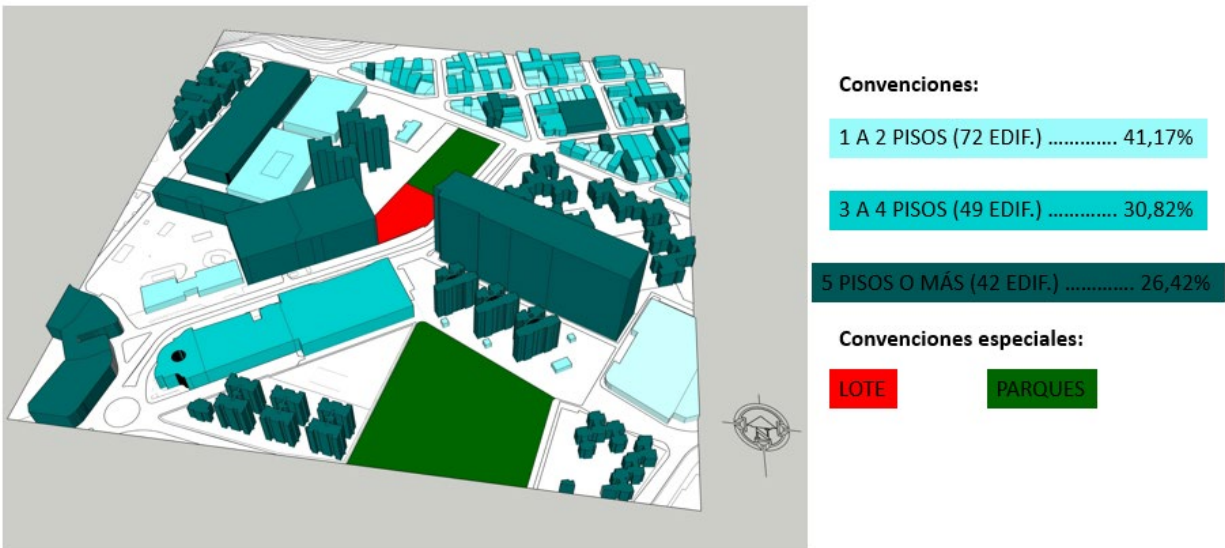 Convenciones:
1 A 2 PISOS (72 EDIF.) ............. 41,17%
3 A 4 PISOS (49 EDIF.) ............. 30,82%
5 PISOS O MÁS (42 EDIF.) ............. 26,42%
Convenciones especiales:
LOTE PARQUES